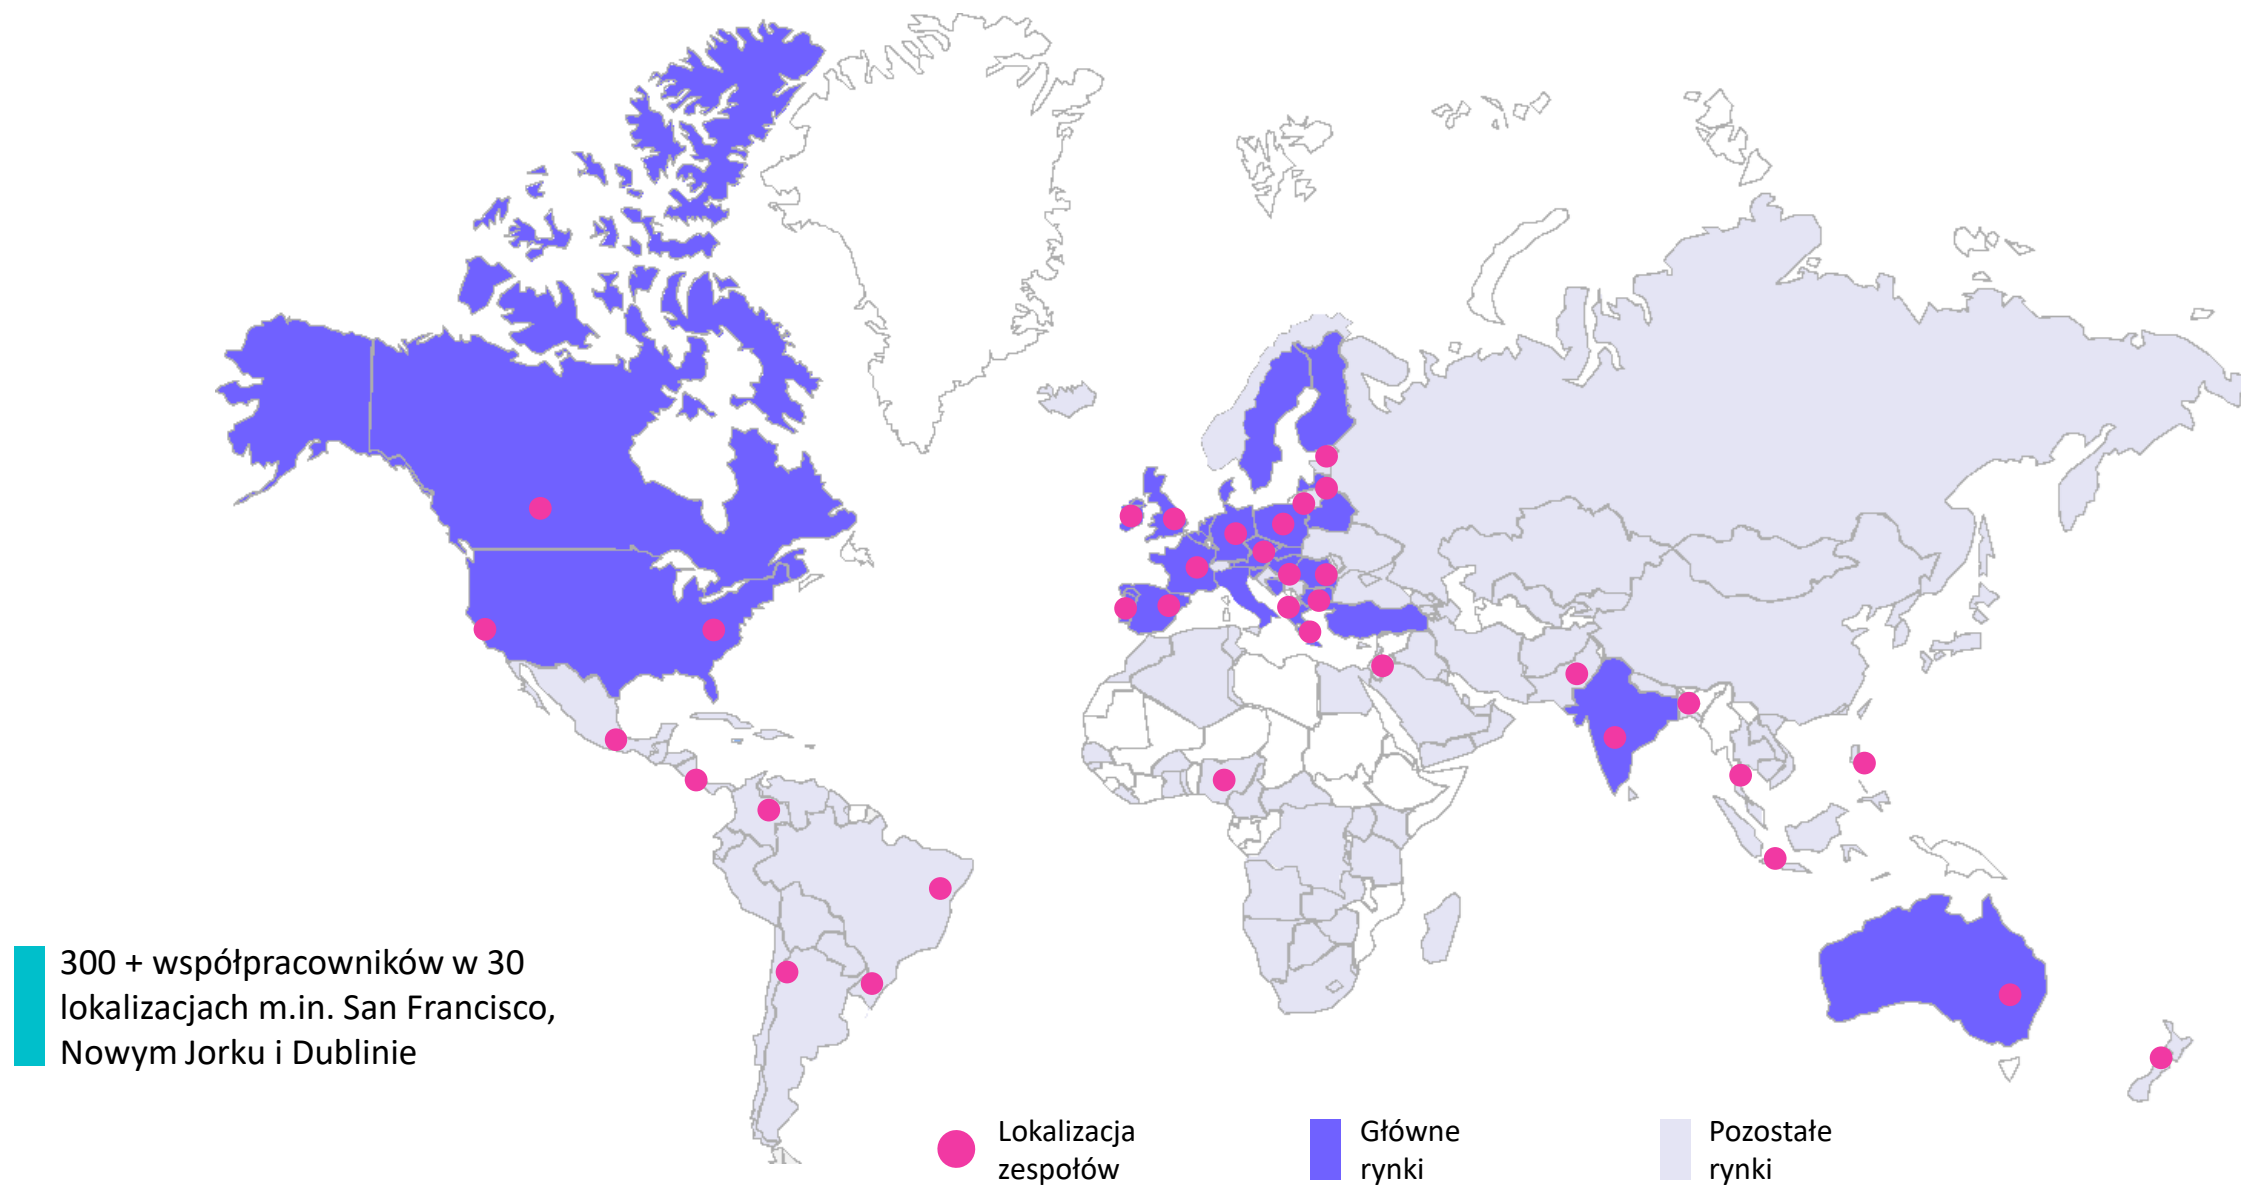 300 + współpracowników w 30
lokalizacjach m.in. San Francisco,
Nowym Jorku i Dublinie
Lokalizacja
zespołów
Główne
rynki
Pozostałe
rynki